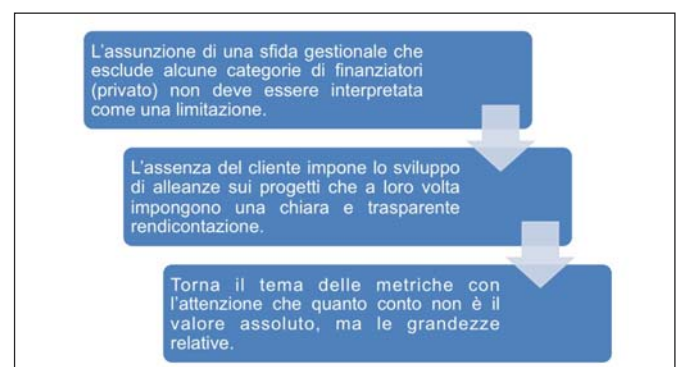 L'assunzione di una sfida gestionale che
esclude alcune categorie di finanziatori
(privato) non deve essere interpretata
come una limitazione.
L'assenza del cliente impone lo sviluppo
di alleanze sui progetti che a loro volta
impongono una chiara e trasparente
rendicontazione.
Torna il tema delle metriche con
l'attenzione che quanto conto non è il
valore assoluto, ma le grandezze
relative.